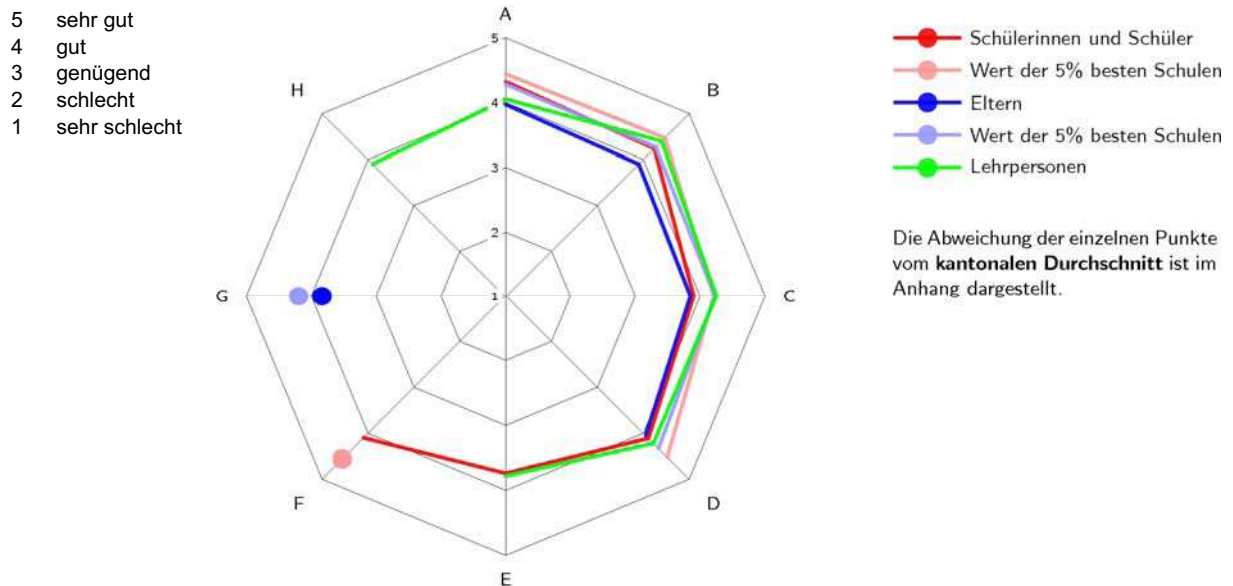 5 sehr gut
4 gut
3 genügend
2 schlecht
1 sehr schlecht
A
B
C
D
E
F
G
H
5
4
3
2
1
Schülerinnen und Schüler
Wert der 5% besten Schulen
Eltern
Wert der 5% besten Schulen
Lehrpersonen
Die Abweichung der einzelnen Punkte
vom kantonalen Durchschnitt ist im
Anhang dargestellt.